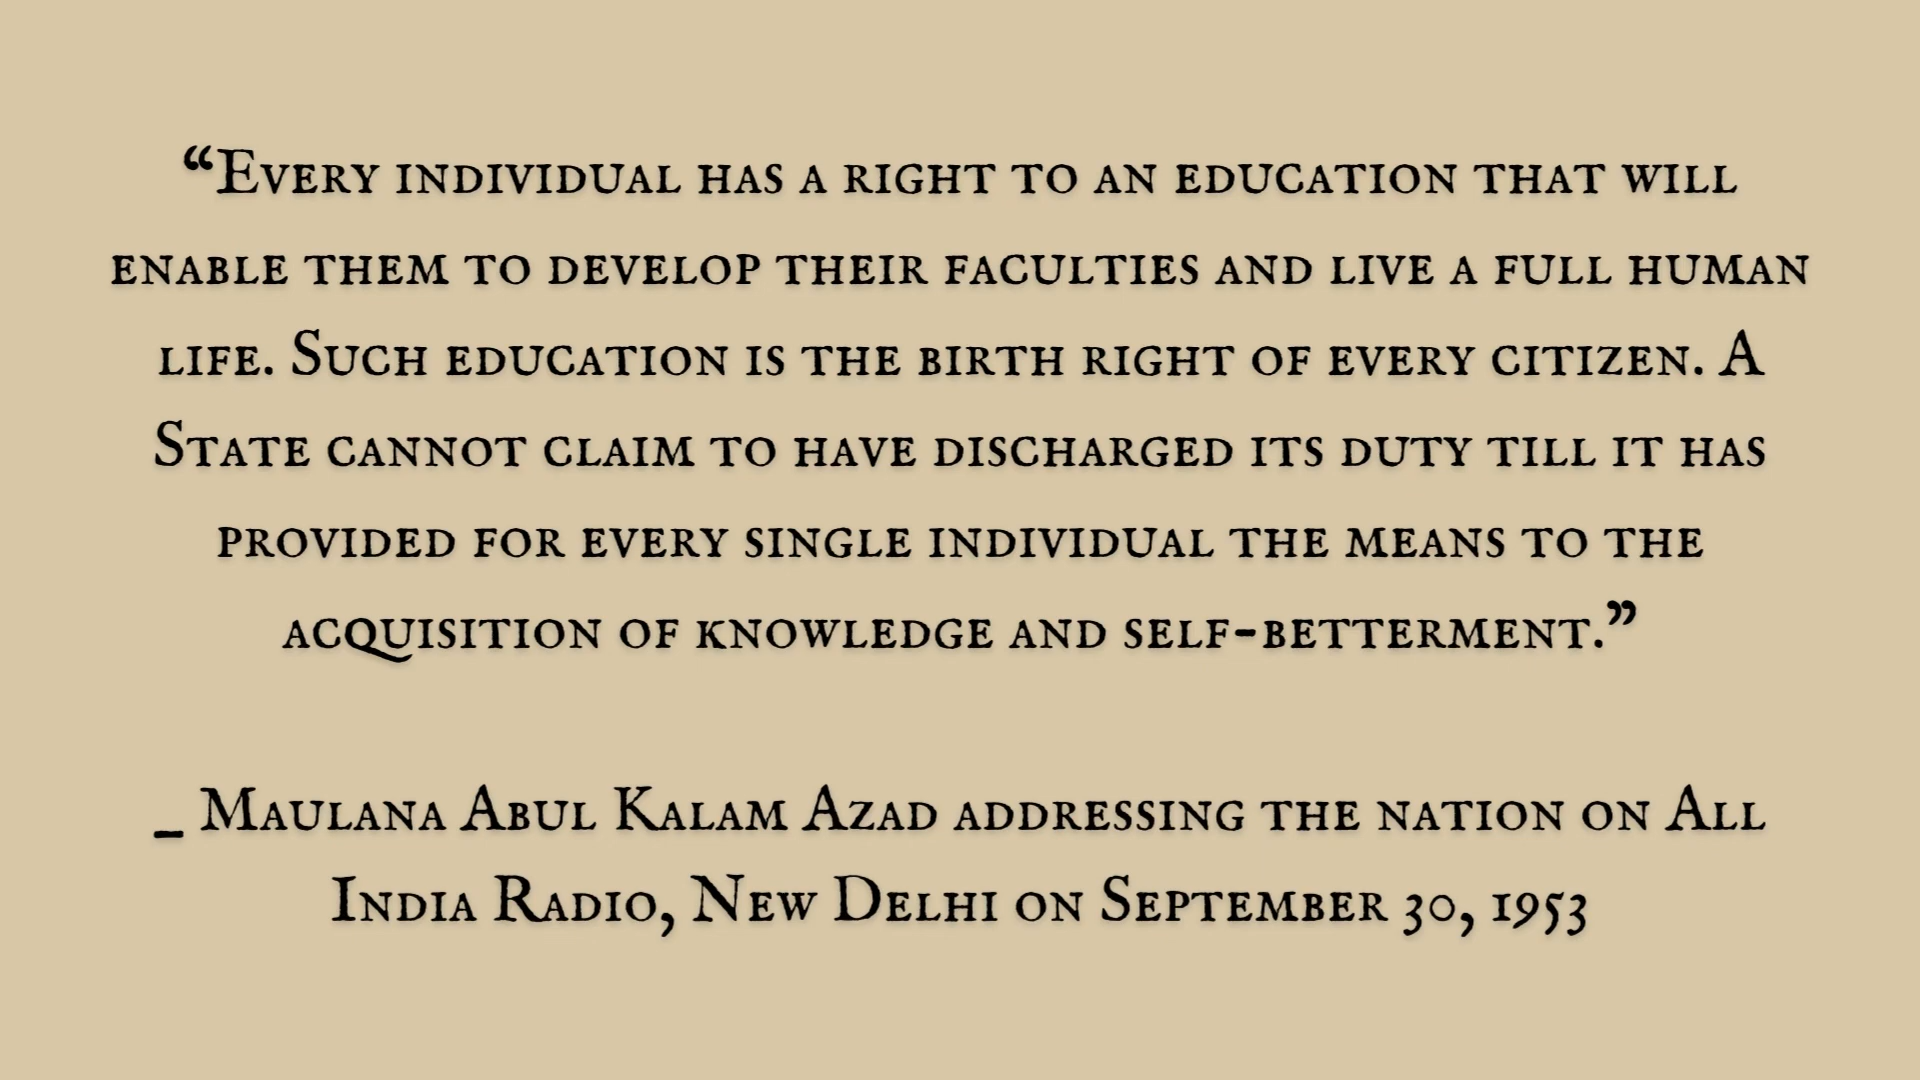 “Every individual has a right to an education that will
enable them to develop their faculties and live a full human
life. Such education is the birth right of every citizen. A
State cannot claim to have discharged its duty till it has
provided for every single individual the means to the
acquisition of knowledge and self-betterment.”
_ Maulana Abul Kalam Azad addressing the nation on All
India Radio, New Delhi on September 30, 1953